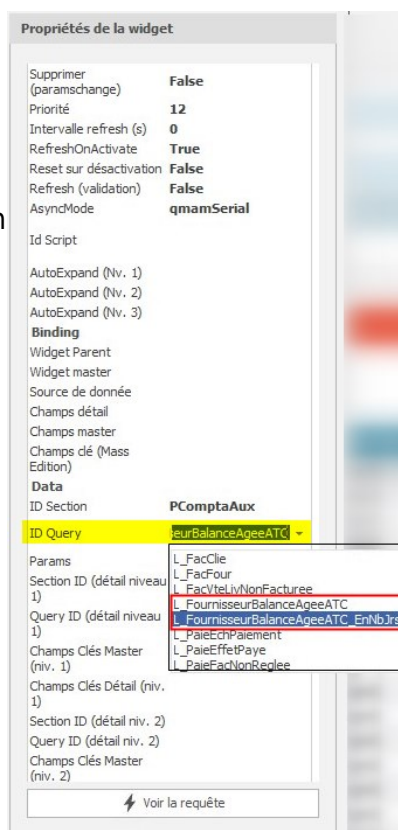 Propriétés de la widget
Supprimer
(paramschange) False
Priorité 12
Intervalle refresh (s) 0
RefreshOnActivate True
Reset sur désactivation False
Refresh (validation) False
AsyncMode qmamSerial
n
Id Script
AutoExpand (Nv. 1)
AutoExpand (Nv. 2)
AutoExpand (Nv. 3)
Binding
Widget Parent
Widget master
Source de donnée
Champs détail
Champs master
Champs clé (Mass
Edition)
Data
ID Section PComptaAux
ID Query seurBalanceAgeeATC
Params
Section ID (détail niveau
1)
Query ID (détail niveau
1)
Champs Clés Master
(niv. 1)
Champs Clés Détail (niv.
1)
Section ID (détail niv. 2)
Query ID (détail niv. 2)
Champs Clés Master
(niv. 2)
L_FacClie
L_FacFour
L_FacVteLivNonFacturee
L_FournisseurBalanceAgeeATC
L_FournisseurBalanceAgeeATC_EnNbJrs
L_PaieEchPaiement
L_PaieEffetPaye
L_PaieFacNonReglee
Voir la requête